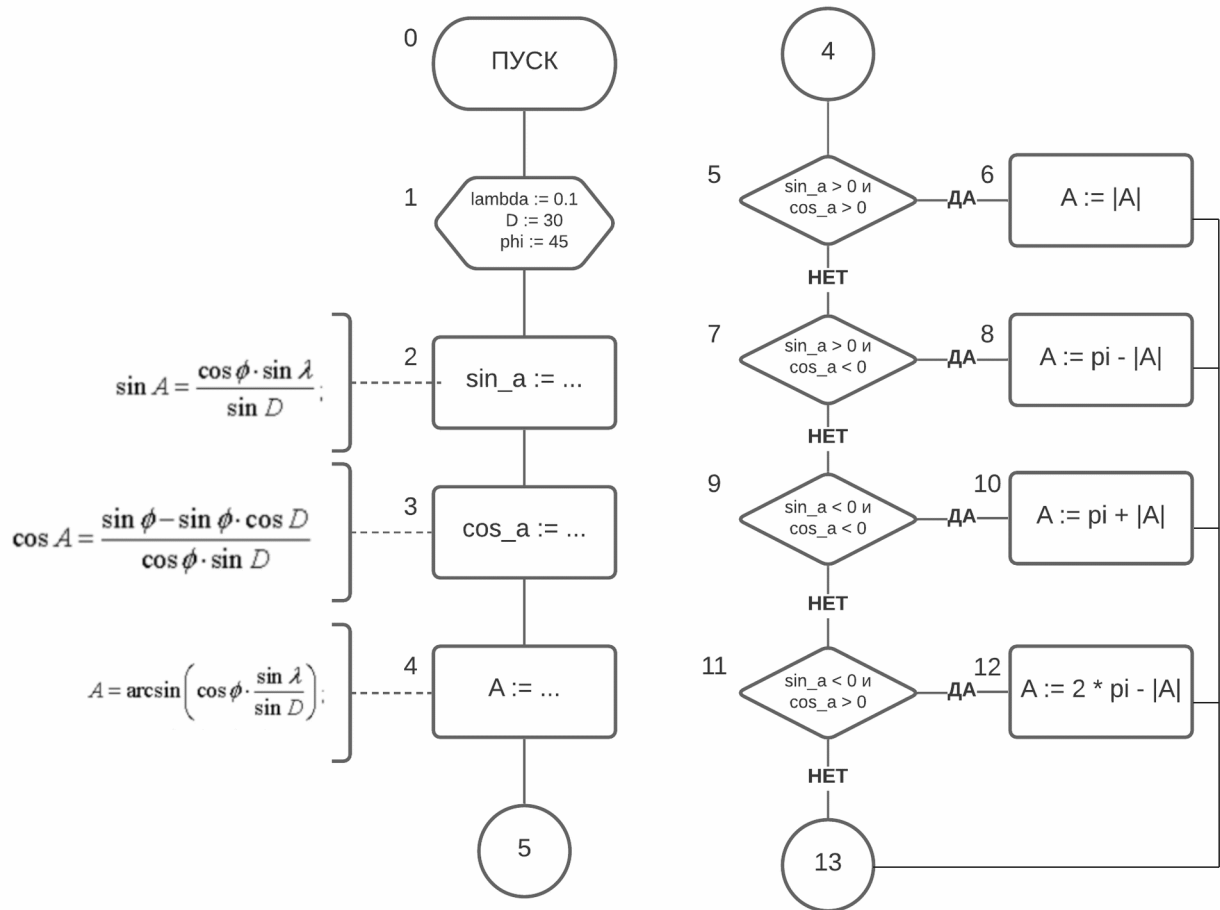 0
ПУСК
1
lambda := 0.1
D := 30
phi := 45
2
sin A = cos ϕ · sin λ / sin D ;
sin_a := ...
3
cos A = sin ϕ – sin ϕ · cos D / cos ϕ · sin D
cos_a := ...
4
A = arcsin ( cos ϕ · sin λ / sin D ) ;
A := ...
5
4
5
sin_a > 0 и
cos_a > 0
ДА
6
A := |A|
НЕТ
7
sin_a > 0 и
cos_a < 0
ДА
8
A := pi - |A|
НЕТ
9
sin_a < 0 и
cos_a < 0
ДА
10
A := pi + |A|
НЕТ
11
sin_a < 0 и
cos_a > 0
ДА
12
A := 2 * pi - |A|
НЕТ
13